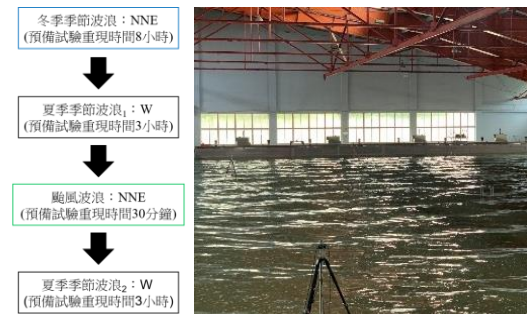 冬季季節波浪：NNE
(預備試驗重現時間8小時)
夏季季節波浪₁：W
(預備試驗重現時間3小時)
颱風波浪：NNE
(預備試驗重現時間30分鐘)
夏季季節波浪₂：W
(預備試驗重現時間3小時)